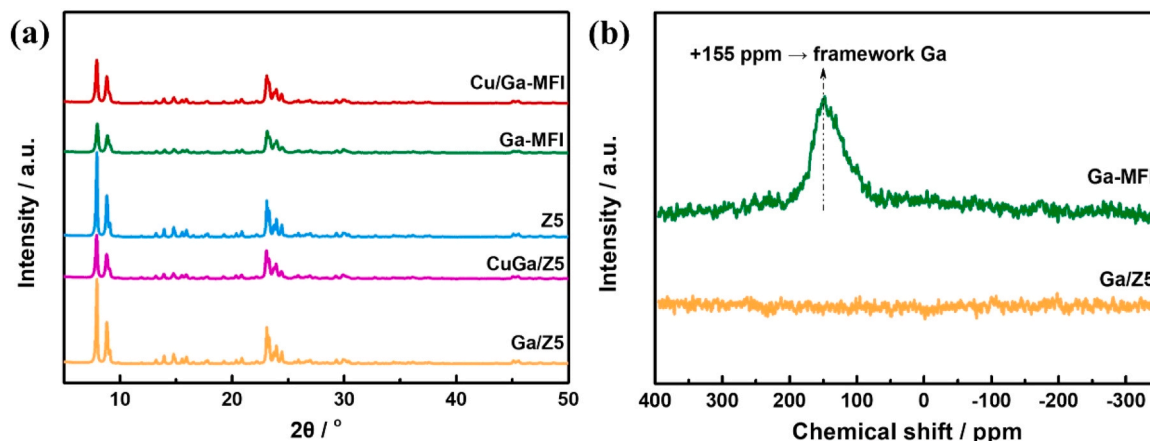 (a)
Intensity / a.u.
Cu/Ga-MFI
Ga-MFI
Z5
CuGa/Z5
Ga/Z5
10 20 30 40 50
2θ / °
(b)
Intensity / a.u.
+155 ppm → framework Ga
Ga-MFI
Ga/Z5
400 300 200 100 0 -100 -200 -300
Chemical shift / ppm